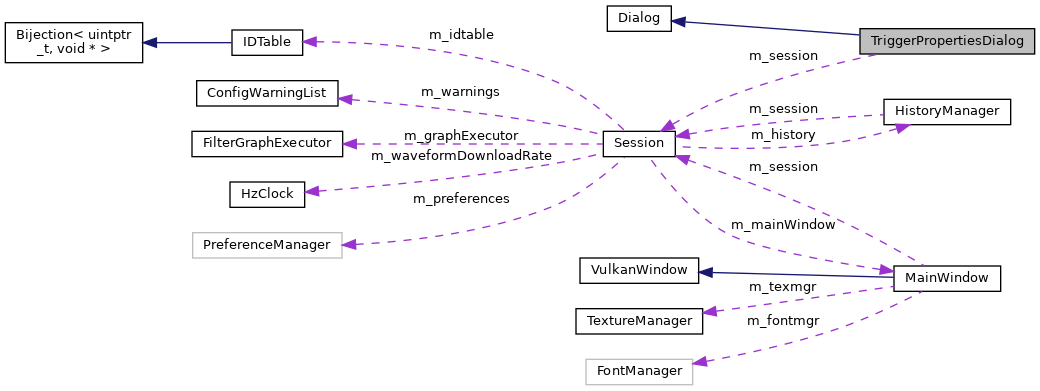 Bijection< uintptr
_t, void * >
IDTable
m_idtable
Dialog
TriggerPropertiesDialog
m_session
ConfigWarningList
m_warnings
m_session
HistoryManager
FilterGraphExecutor
m_graphExecutor
Session
m_history
m_waveformDownloadRate
HzClock
m_session
m_preferences
PreferenceManager
m_mainWindow
VulkanWindow
MainWindow
m_texmgr
TextureManager
m_fontmgr
FontManager